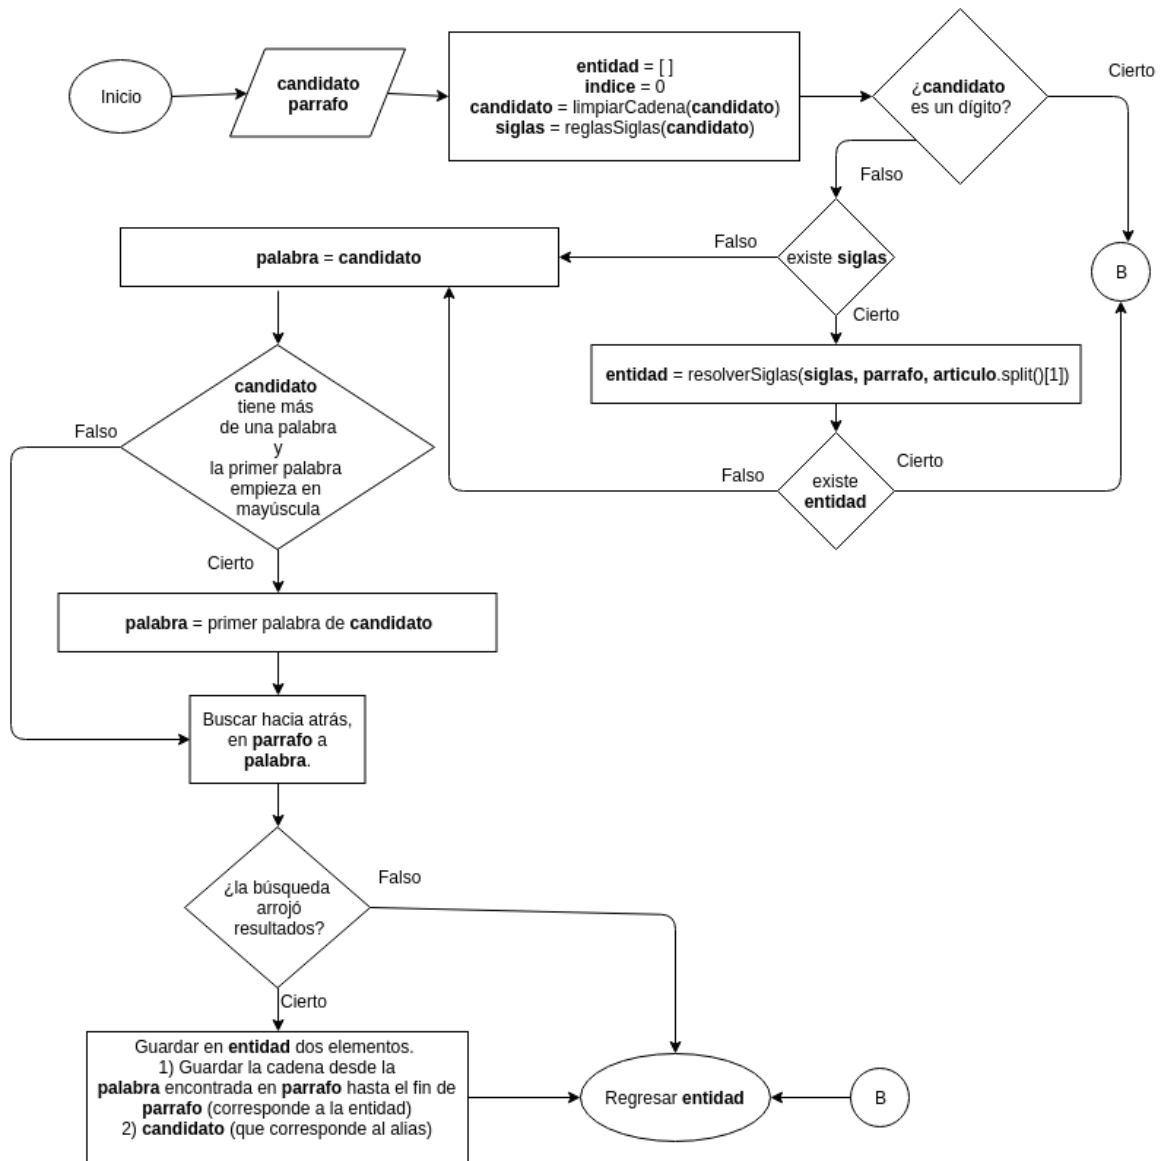 Inicio
candidato
parrafo
entidad = [ ]
indice = 0
candidato = limpiarCadena(candidato)
siglas = reglasSiglas(candidato)
¿candidato
es un dígito?
Cierto
Falso
B
existe siglas
Falso
palabra = candidato
Cierto
entidad = resolverSiglas(siglas, parrafo, articulo.split()[1])
existe
entidad
Falso
Cierto
candidato
tiene más
de una palabra
y
la primer palabra
empieza en
mayúscula
Falso
Cierto
palabra = primer palabra de candidato
Buscar hacia atrás,
en parrafo a
palabra.
¿la búsqueda
arrojó
resultados?
Falso
Cierto
Guardar en entidad dos elementos.
1) Guardar la cadena desde la
palabra encontrada en parrafo hasta el fin de
parrafo (corresponde a la entidad)
2) candidato (que corresponde al alias)
Regresar entidad
B